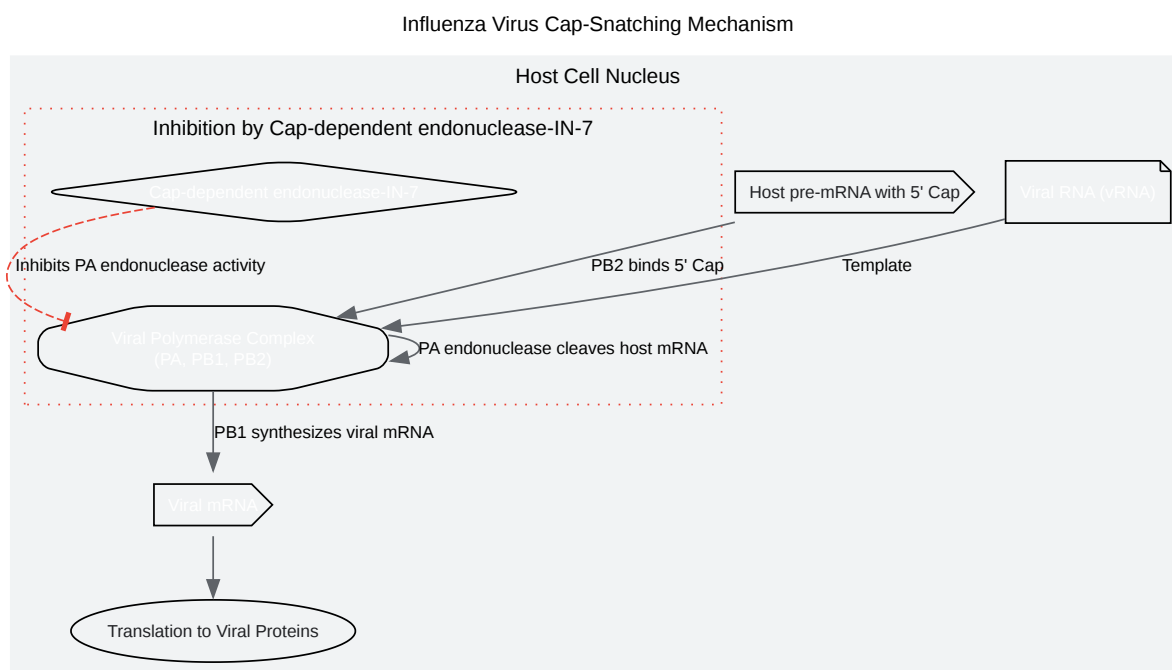 Influenza Virus Cap-Snatching Mechanism
Host Cell Nucleus
Inhibition by Cap-dependent endonuclease-IN-7
Cap-dependent endonuclease-IN-7
Host pre-mRNA with 5' Cap
Viral RNA (vRNA)
Inhibits PA endonuclease activity
PB2 binds 5' Cap
Template
Viral Polymerase Complex
(PA, PB1, PB2)
PA endonuclease cleaves host mRNA
PB1 synthesizes viral mRNA
Viral mRNA
Translation to Viral Proteins